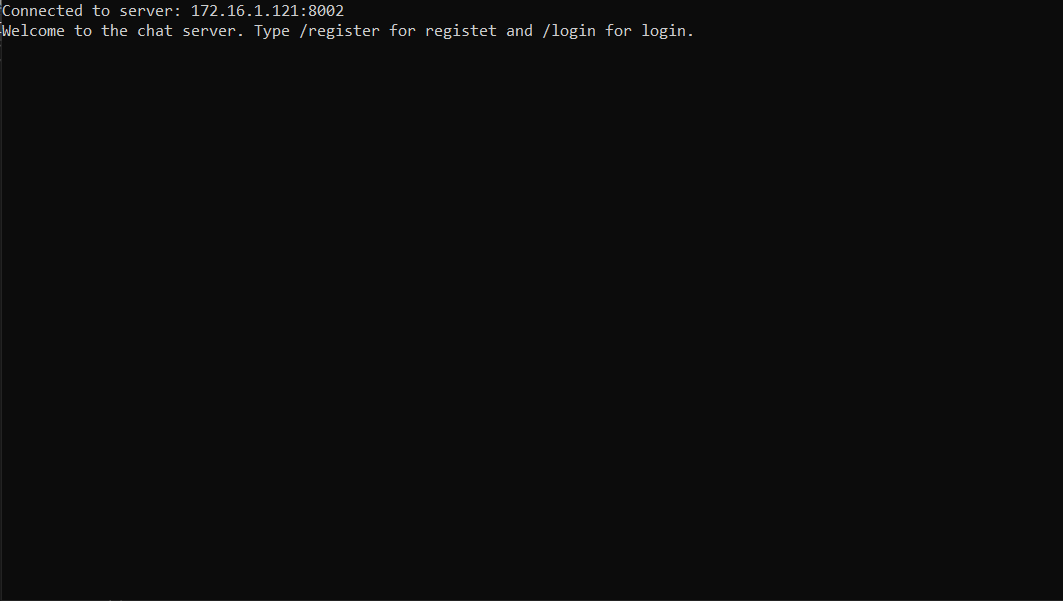 Connected to server: 172.16.1.121:8002
Welcome to the chat server. Type /register for registet and /login for login.